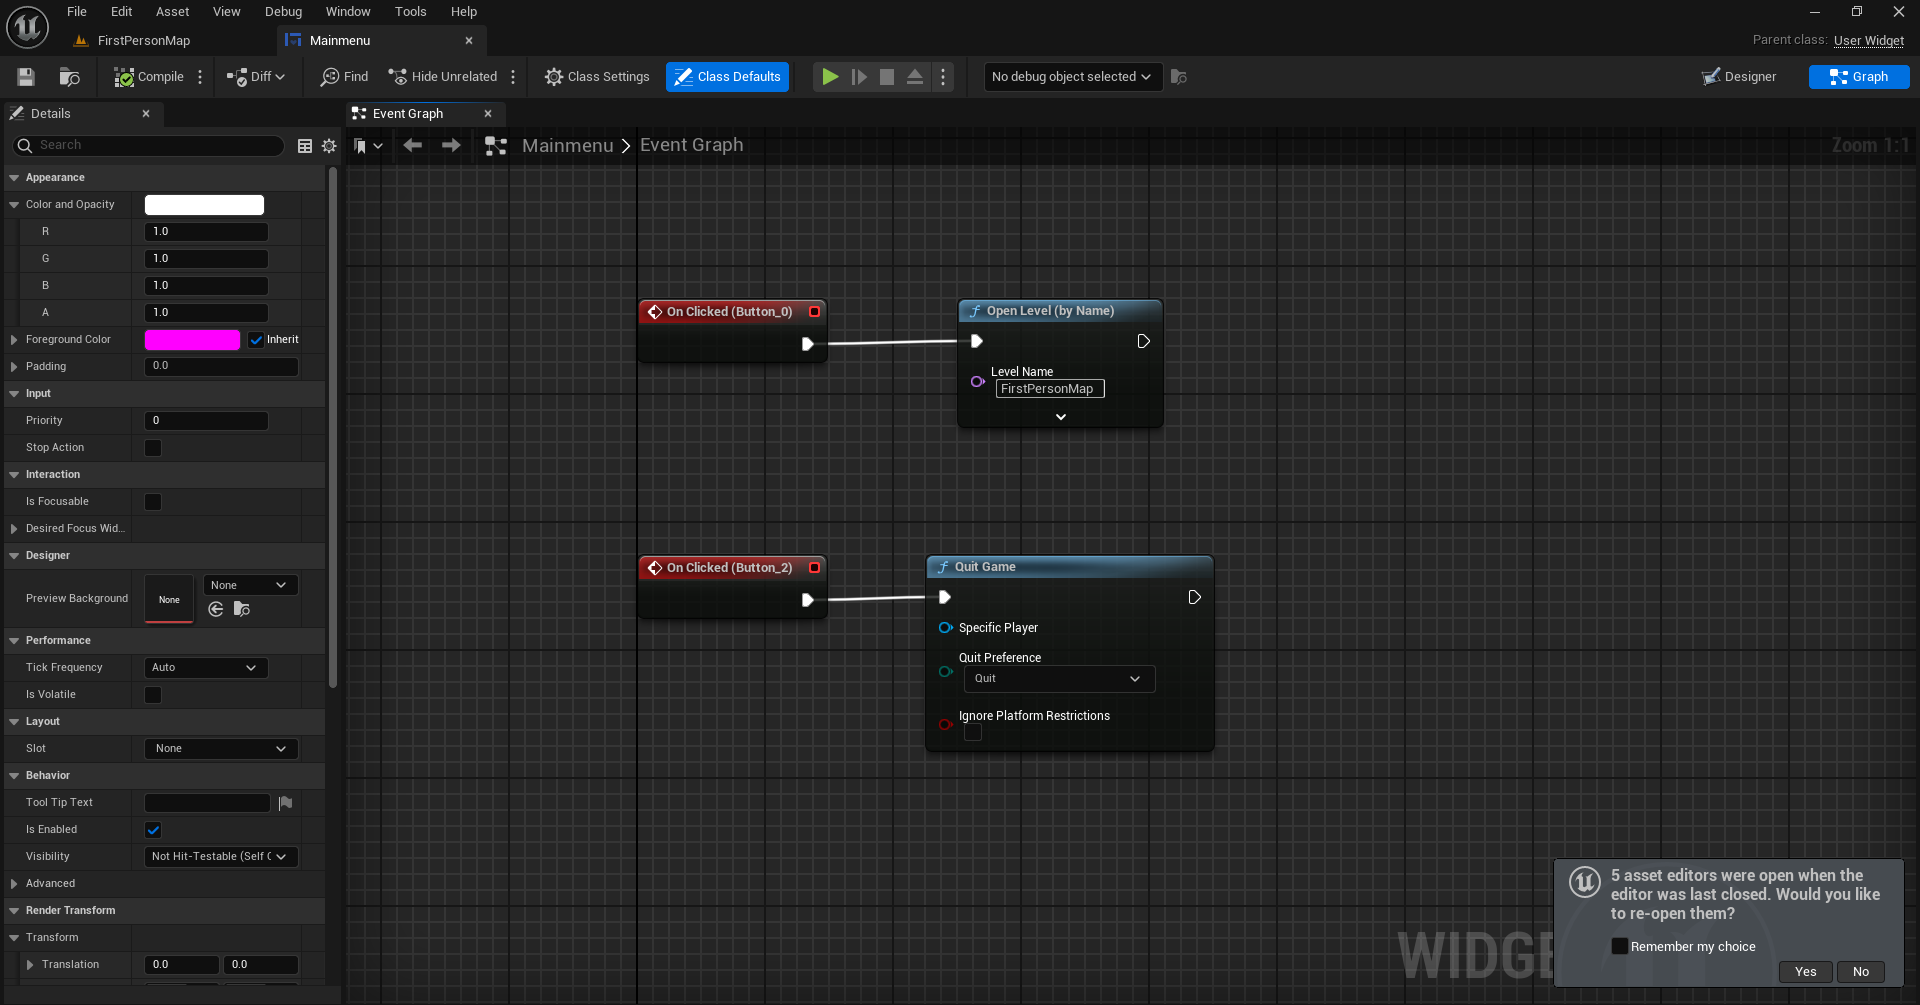 File Edit Asset View Debug Window Tools Help
FirstPersonMap
Mainmenu
Parent class: User Widget
Compile
Diff
Find
Hide Unrelated
Class Settings
Class Defaults
No debug object selected
Designer
Graph
Details
Event Graph
Search
Mainmenu
Event Graph
Zoom 1:1
Appearance
Color and Opacity
R 1.0
G 1.0
B 1.0
A 1.0
Foreground Color Inherit
Padding 0.0
Input
Priority 0
Stop Action
Interaction
Is Focusable
Desired Focus Wid...
Designer
Preview Background None None
Performance
Tick Frequency Auto
Is Volatile
Layout
Slot None
Behavior
Tool Tip Text
Is Enabled
Visibility Not Hit-Testable (Self
Advanced
Render Transform
Transform
Translation 0.0 0.0
On Clicked (Button_0)
Open Level (by Name)
Level Name
FirstPersonMap
On Clicked (Button_2)
Quit Game
Specific Player
Quit Preference
Quit
Ignore Platform Restrictions
5 asset editors were open when the
editor was last closed. Would you like
to re-open them?
Remember my choice
Yes No